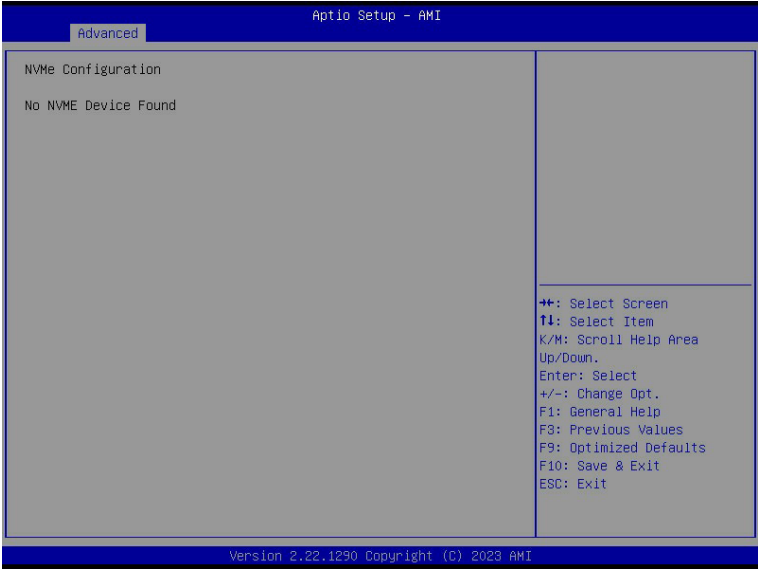 Aptio Setup – AMI
Advanced
NVMe Configuration
No NVME Device Found
→←: Select Screen
↑↓: Select Item
K/M: Scroll Help Area
Up/Down.
Enter: Select
+/-: Change Opt.
F1: General Help
F3: Previous Values
F9: Optimized Defaults
F10: Save & Exit
ESC: Exit
Version 2.22.1290 Copyright (C) 2023 AMI